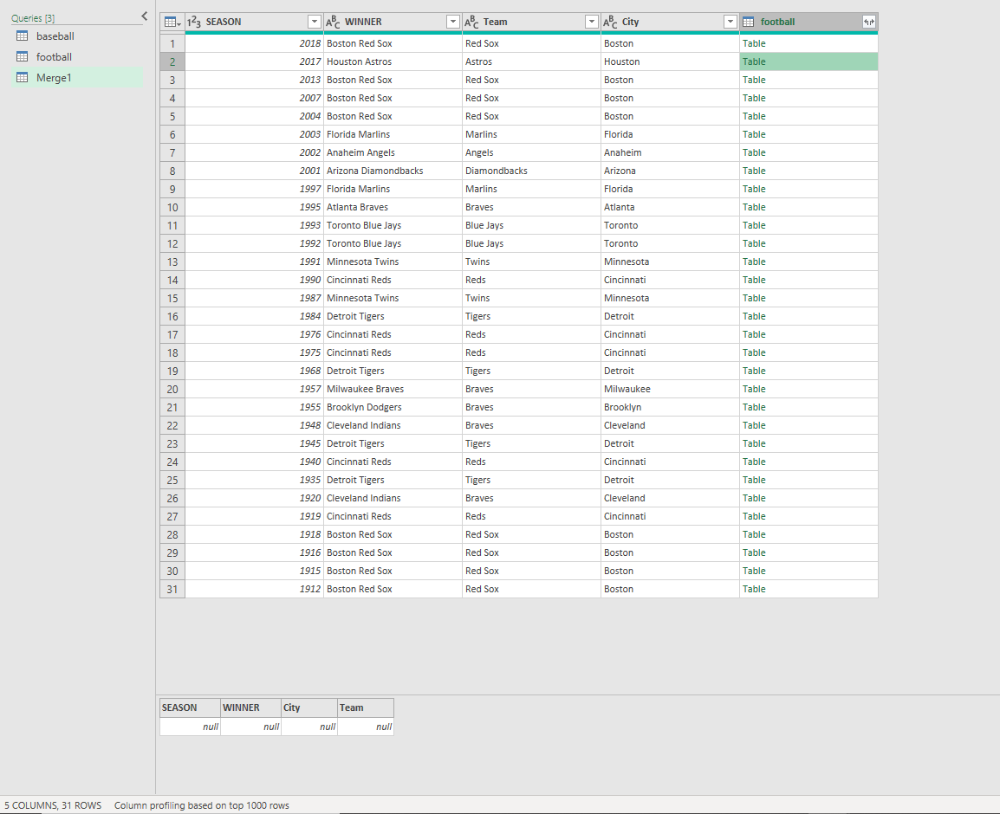 Queries [3]
baseball
football
Merge1
1²3 SEASON ABC WINNER ABC Team ABC City football
1 2018 Boston Red Sox Red Sox Boston Table
2 2017 Houston Astros Astros Houston Table
3 2013 Boston Red Sox Red Sox Boston Table
4 2007 Boston Red Sox Red Sox Boston Table
5 2004 Boston Red Sox Red Sox Boston Table
6 2003 Florida Marlins Marlins Florida Table
7 2002 Anaheim Angels Angels Anaheim Table
8 2001 Arizona Diamondbacks Diamondbacks Arizona Table
9 1997 Florida Marlins Marlins Florida Table
10 1995 Atlanta Braves Braves Atlanta Table
11 1993 Toronto Blue Jays Blue Jays Toronto Table
12 1992 Toronto Blue Jays Blue Jays Toronto Table
13 1991 Minnesota Twins Twins Minnesota Table
14 1990 Cincinnati Reds Reds Cincinnati Table
15 1987 Minnesota Twins Twins Minnesota Table
16 1984 Detroit Tigers Tigers Detroit Table
17 1976 Cincinnati Reds Reds Cincinnati Table
18 1975 Cincinnati Reds Reds Cincinnati Table
19 1968 Detroit Tigers Tigers Detroit Table
20 1957 Milwaukee Braves Braves Milwaukee Table
21 1955 Brooklyn Dodgers Braves Brooklyn Table
22 1948 Cleveland Indians Braves Cleveland Table
23 1945 Detroit Tigers Tigers Detroit Table
24 1940 Cincinnati Reds Reds Cincinnati Table
25 1935 Detroit Tigers Tigers Detroit Table
26 1920 Cleveland Indians Braves Cleveland Table
27 1919 Cincinnati Reds Reds Cincinnati Table
28 1918 Boston Red Sox Red Sox Boston Table
29 1916 Boston Red Sox Red Sox Boston Table
30 1915 Boston Red Sox Red Sox Boston Table
31 1912 Boston Red Sox Red Sox Boston Table
SEASON WINNER City Team
null null null null
5 COLUMNS, 31 ROWS Column profiling based on top 1000 rows